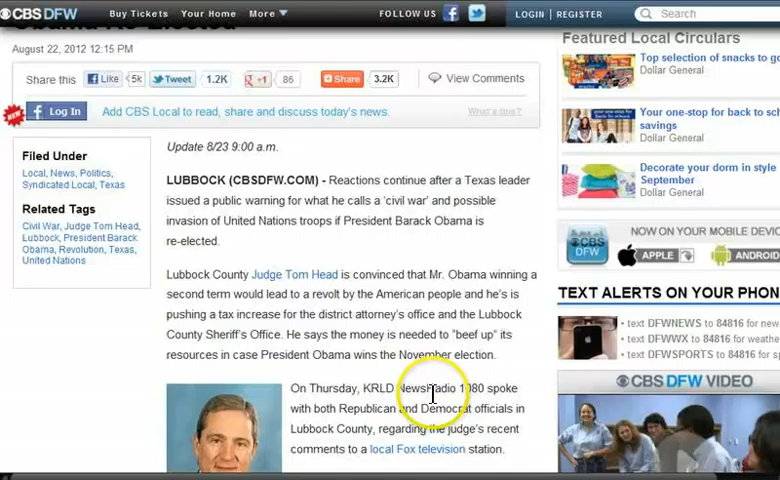 CBS DFW Buy Tickets Your Home More FOLLOW US LOGIN | REGISTER Search
August 22, 2012 12:15 PM
Share this Like 5k Tweet 1.2K +1 86 Share 3.2K View Comments
NEW Log In Add CBS Local to read, share and discuss today's news. What's this?
Filed Under
Local, News, Politics,
Syndicated Local, Texas
Related Tags
Civil War, Judge Tom Head,
Lubbock, President Barack
Obama, Revolution, Texas,
United Nations
Update 8/23 9:00 a.m.
LUBBOCK (CBSDFW.COM) - Reactions continue after a Texas leader
issued a public warning for what he calls a 'civil war' and possible
invasion of United Nations troops if President Barack Obama is
re-elected.
Lubbock County Judge Tom Head is convinced that Mr. Obama winning a
second term would lead to a revolt by the American people and he's is
pushing a tax increase for the district attorney's office and the Lubbock
County Sheriff's Office. He says the money is needed to "beef up" its
resources in case President Obama wins the November election.
On Thursday, KRLD NewsRadio 1080 spoke
with both Republican and Democrat officials in
Lubbock County, regarding the judge's recent
comments to a local Fox television station.
Featured Local Circulars
Top selection of snacks to go
Dollar General
Your one-stop for back to sch
savings
Dollar General
Decorate your dorm in style
September
Dollar General
CBS DFW
NOW ON YOUR MOBILE DEVIC
APPLE ANDROID
TEXT ALERTS ON YOUR PHON
• text DFWNEWS to 84816 for news
• text DFWWX to 84816 for weathe
• text DFWSPORTS to 84816 for sp
CBS DFW VIDEO